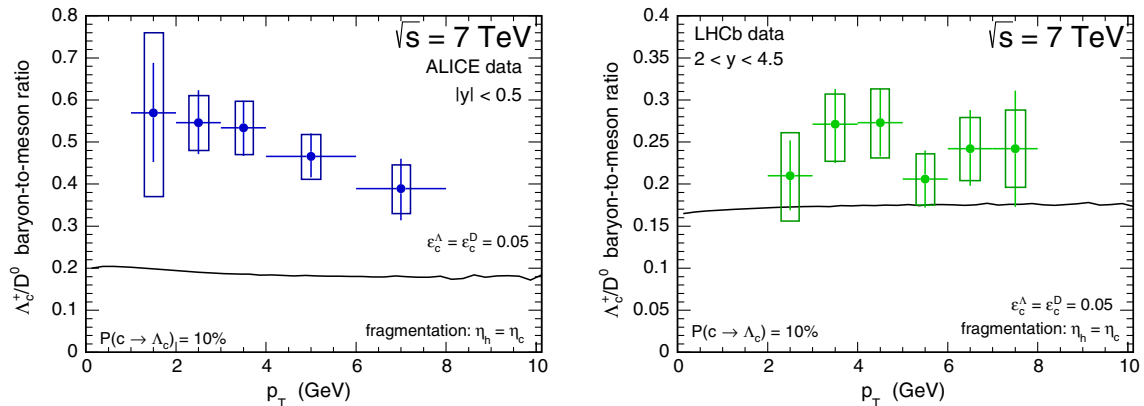 √s = 7 TeV
ALICE data
|y| < 0.5
ε_c^Λ = ε_c^D = 0.05
P(c → Λ_c) = 10%
fragmentation: η_h = η_c
Λ_c^+/D^0 baryon-to-meson ratio
0.8
0.7
0.6
0.5
0.4
0.3
0.2
0.1
0
0 2 4 6 8 10
p_T (GeV)
LHCb data
2 < y < 4.5
√s = 7 TeV
ε_c^Λ = ε_c^D = 0.05
P(c → Λ_c) = 10%
fragmentation: η_h = η_c
Λ_c^+/D^0 baryon-to-meson ratio
0.4
0.35
0.3
0.25
0.2
0.15
0.1
0.05
0
0 2 4 6 8 10
p_T (GeV)